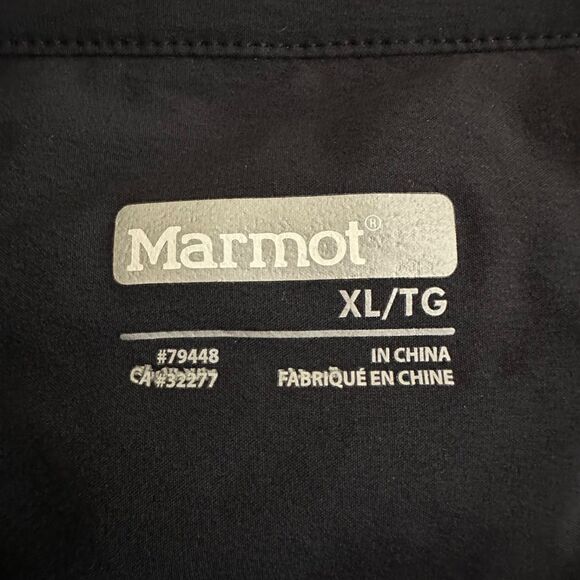 Marmot®
XL/TG
#79448
CA #32277
IN CHINA
FABRIQUÉ EN CHINE